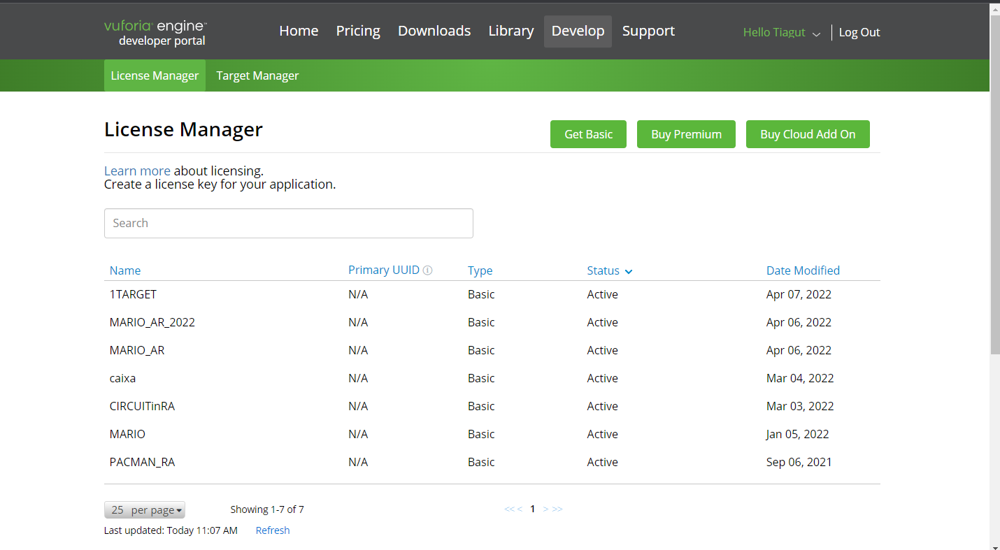 vuforia® engine™
developer portal
Home Pricing Downloads Library Develop Support
Hello Tiagut Log Out
License Manager Target Manager
License Manager
Get Basic Buy Premium Buy Cloud Add On
Learn more about licensing.
Create a license key for your application.
Search
Name Primary UUID Type Status Date Modified
1TARGET N/A Basic Active Apr 07, 2022
MARIO_AR_2022 N/A Basic Active Apr 06, 2022
MARIO_AR N/A Basic Active Apr 06, 2022
caixa N/A Basic Active Mar 04, 2022
CIRCUITinRA N/A Basic Active Mar 03, 2022
MARIO N/A Basic Active Jan 05, 2022
PACMAN_RA N/A Basic Active Sep 06, 2021
25 per page Showing 1-7 of 7 << < 1 > >>
Last updated: Today 11:07 AM Refresh